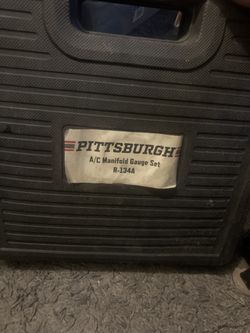 PITTSBURGH
A/C Manifold Gauge Set
R-134A